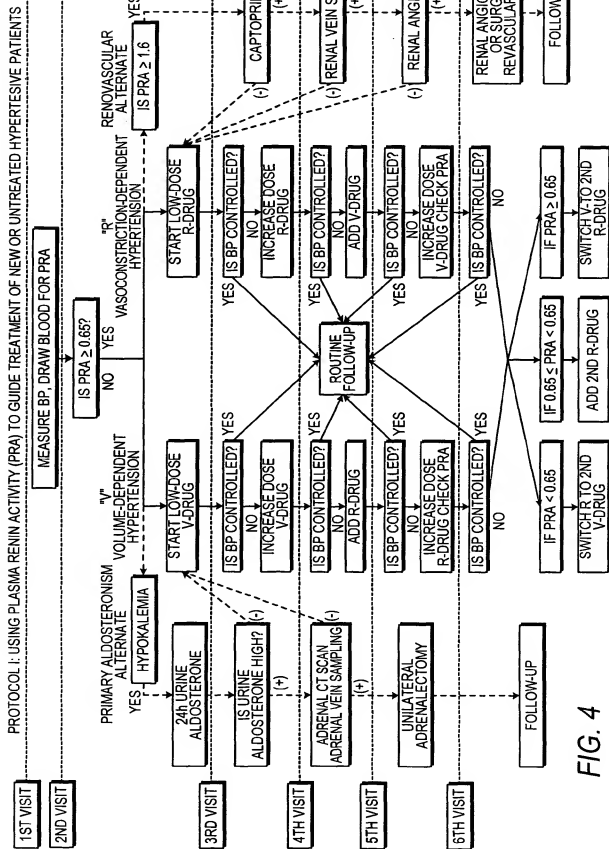 PROTOCOL I: USING PLASMA RENIN ACTIVITY (PRA) TO GUIDE TREATMENT OF NEW OR UNTREATED HYPERTESIVE PATIENTS
1ST VISIT
MEASURE BP, DRAW BLOOD FOR PRA
2ND VISIT
IS PRA ≥ 0.65?
NO
YES
PRIMARY ALDOSTERONISM
ALTERNATE
"V"
VOLUME-DEPENDENT
HYPERTENSION
"R"
VASOCONSTRICTION-DEPENDENT
HYPERTENSION
RENOVASCULAR
ALTERNATE
YES
HYPOKALEMIA
IS PRA ≥ 1.6
YES
24h URINE
ALDOSTERONE
START LOW-DOSE
V-DRUG
START LOW-DOSE
R-DRUG
3RD VISIT
IS URINE
ALDOSTERONE HIGH?
(-)
(+)
IS BP CONTROLLED?
YES
NO
INCREASE DOSE
V-DRUG
IS BP CONTROLLED?
YES
NO
INCREASE DOSE
R-DRUG
(-)
4TH VISIT
ADRENAL CT SCAN
ADRENAL VEIN SAMPLING
(-)
(+)
IS BP CONTROLLED?
YES
NO
ADD R-DRUG
ROUTINE
FOLLOW-UP
IS BP CONTROLLED?
YES
NO
ADD V-DRUG
(-)
RENAL VEIN
5TH VISIT
UNILATERAL
ADRENALECTOMY
IS BP CONTROLLED?
YES
NO
INCREASE DOSE
R-DRUG CHECK PRA
IS BP CONTROLLED?
YES
NO
INCREASE DOSE
V-DRUG CHECK PRA
(-)
6TH VISIT
IS BP CONTROLLED?
YES
NO
IS BP CONTROLLED?
YES
NO
RENAL
OR
FOLLOW-UP
IF PRA < 0.65
IF 0.65 ≤ PRA < 0.65
IF PRA ≥ 0.65
SWITCH R TO 2ND
V-DRUG
ADD 2ND R-DRUG
SWITCH V-TO 2ND
R-DRUG
FIG. 4